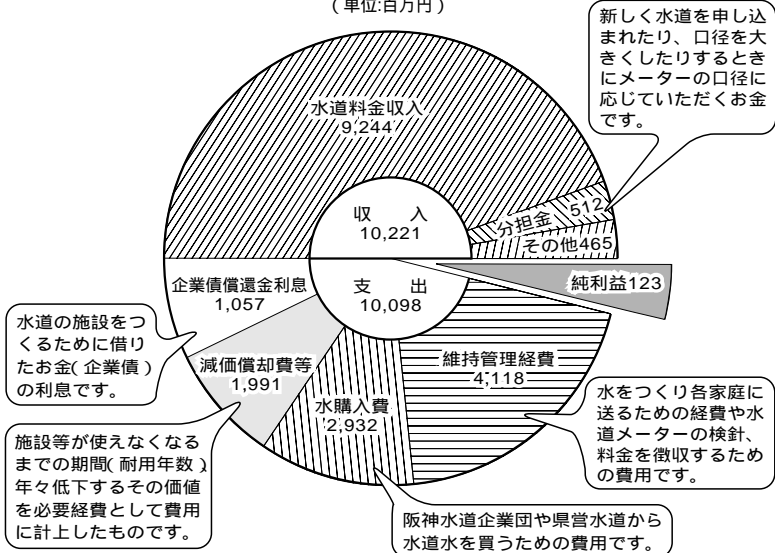 (単位:百万円)
新しく水道を申し込
まれたり、口径を大
きくしたりするとき
にメーターの口径に
応じていただくお金
です。
水道料金収入
9,244
分担金 512
その他465
収 入
10,221
支 出
10,098
純利益123
企業債償還金利息
1,057
減価償却費等
1,991
水購入費
2,932
維持管理経費
4,118
水道の施設をつ
くるために借り
たお金(企業債)
の利息です。
施設等が使えなくなる
までの期間(耐用年数)
年々低下するその価値
を必要経費として費用
に計上したものです。
水をつくり各家庭に
送るための経費や水
道メーターの検針、
料金を徴収するため
の費用です。
阪神水道企業団や県営水道から
水道水を買うための費用です。